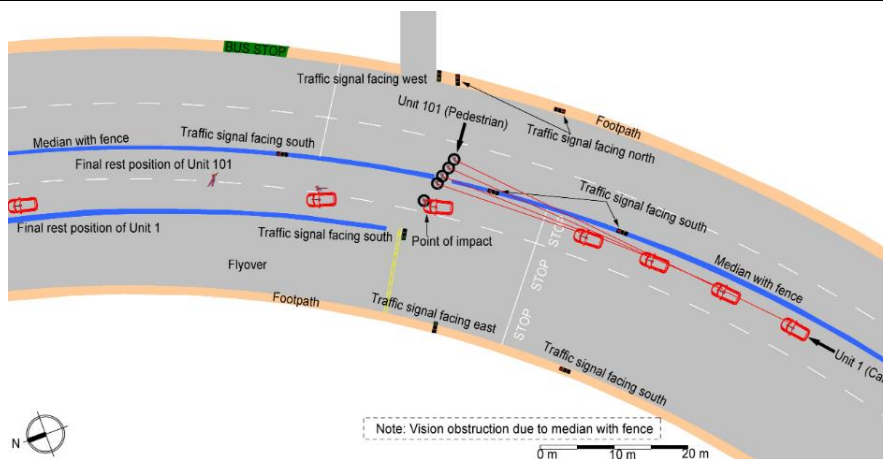 BUS STOP
Traffic signal facing west
Unit 101 (Pedestrian)
Footpath
Traffic signal facing north
Median with fence
Traffic signal facing south
Final rest position of Unit 101
Traffic signal facing south
Final rest position of Unit 1
Traffic signal facing south
Point of impact
STOP
STOP
STOP
Median with fence
Flyover
Footpath
Traffic signal facing east
Unit 1 (Ca
Traffic signal facing south
N
Note: Vision obstruction due to median with fence
0 m 10 m 20 m